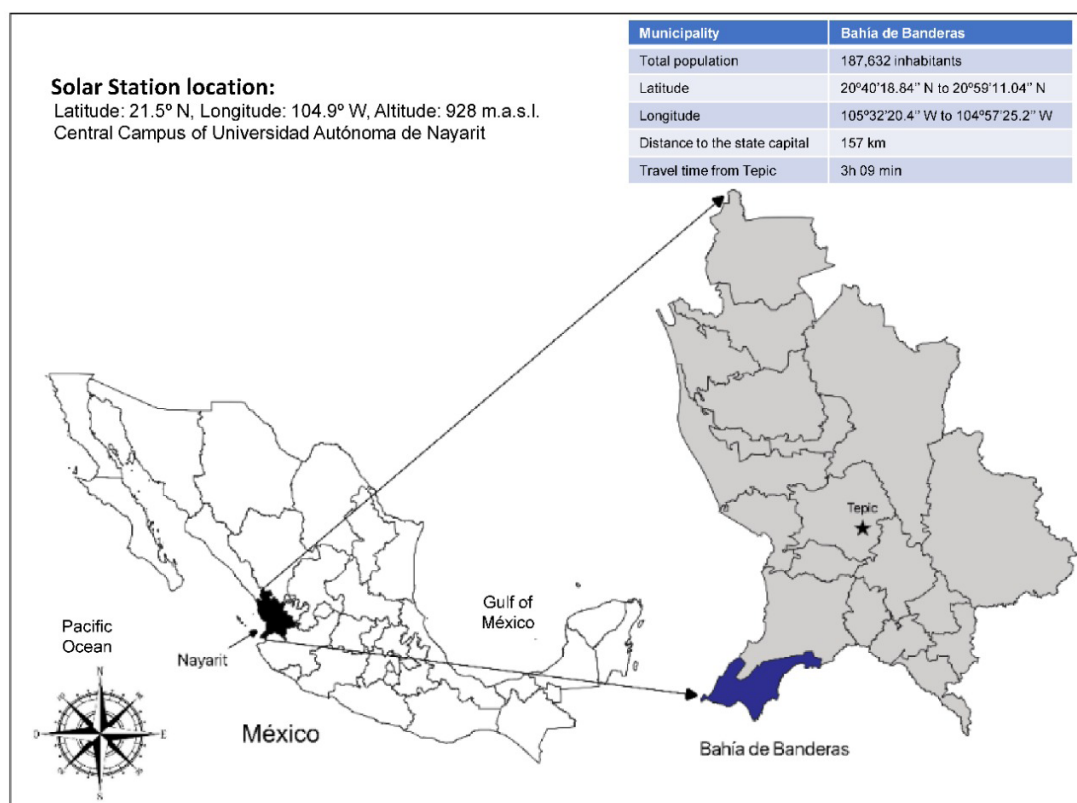 Solar Station location:
Latitude: 21.5º N, Longitude: 104.9º W, Altitude: 928 m.a.s.l.
Central Campus of Universidad Autónoma de Nayarit
Municipality Bahía de Banderas
Total population 187,632 inhabitants
Latitude 20º40'18.84'' N to 20º59'11.04'' N
Longitude 105º32'20.4'' W to 104º57'25.2'' W
Distance to the state capital 157 km
Travel time from Tepic 3h 09 min
Tepic
Gulf of
México
Pacific
Ocean
Nayarit
México
Bahía de Banderas
N
O
E
S